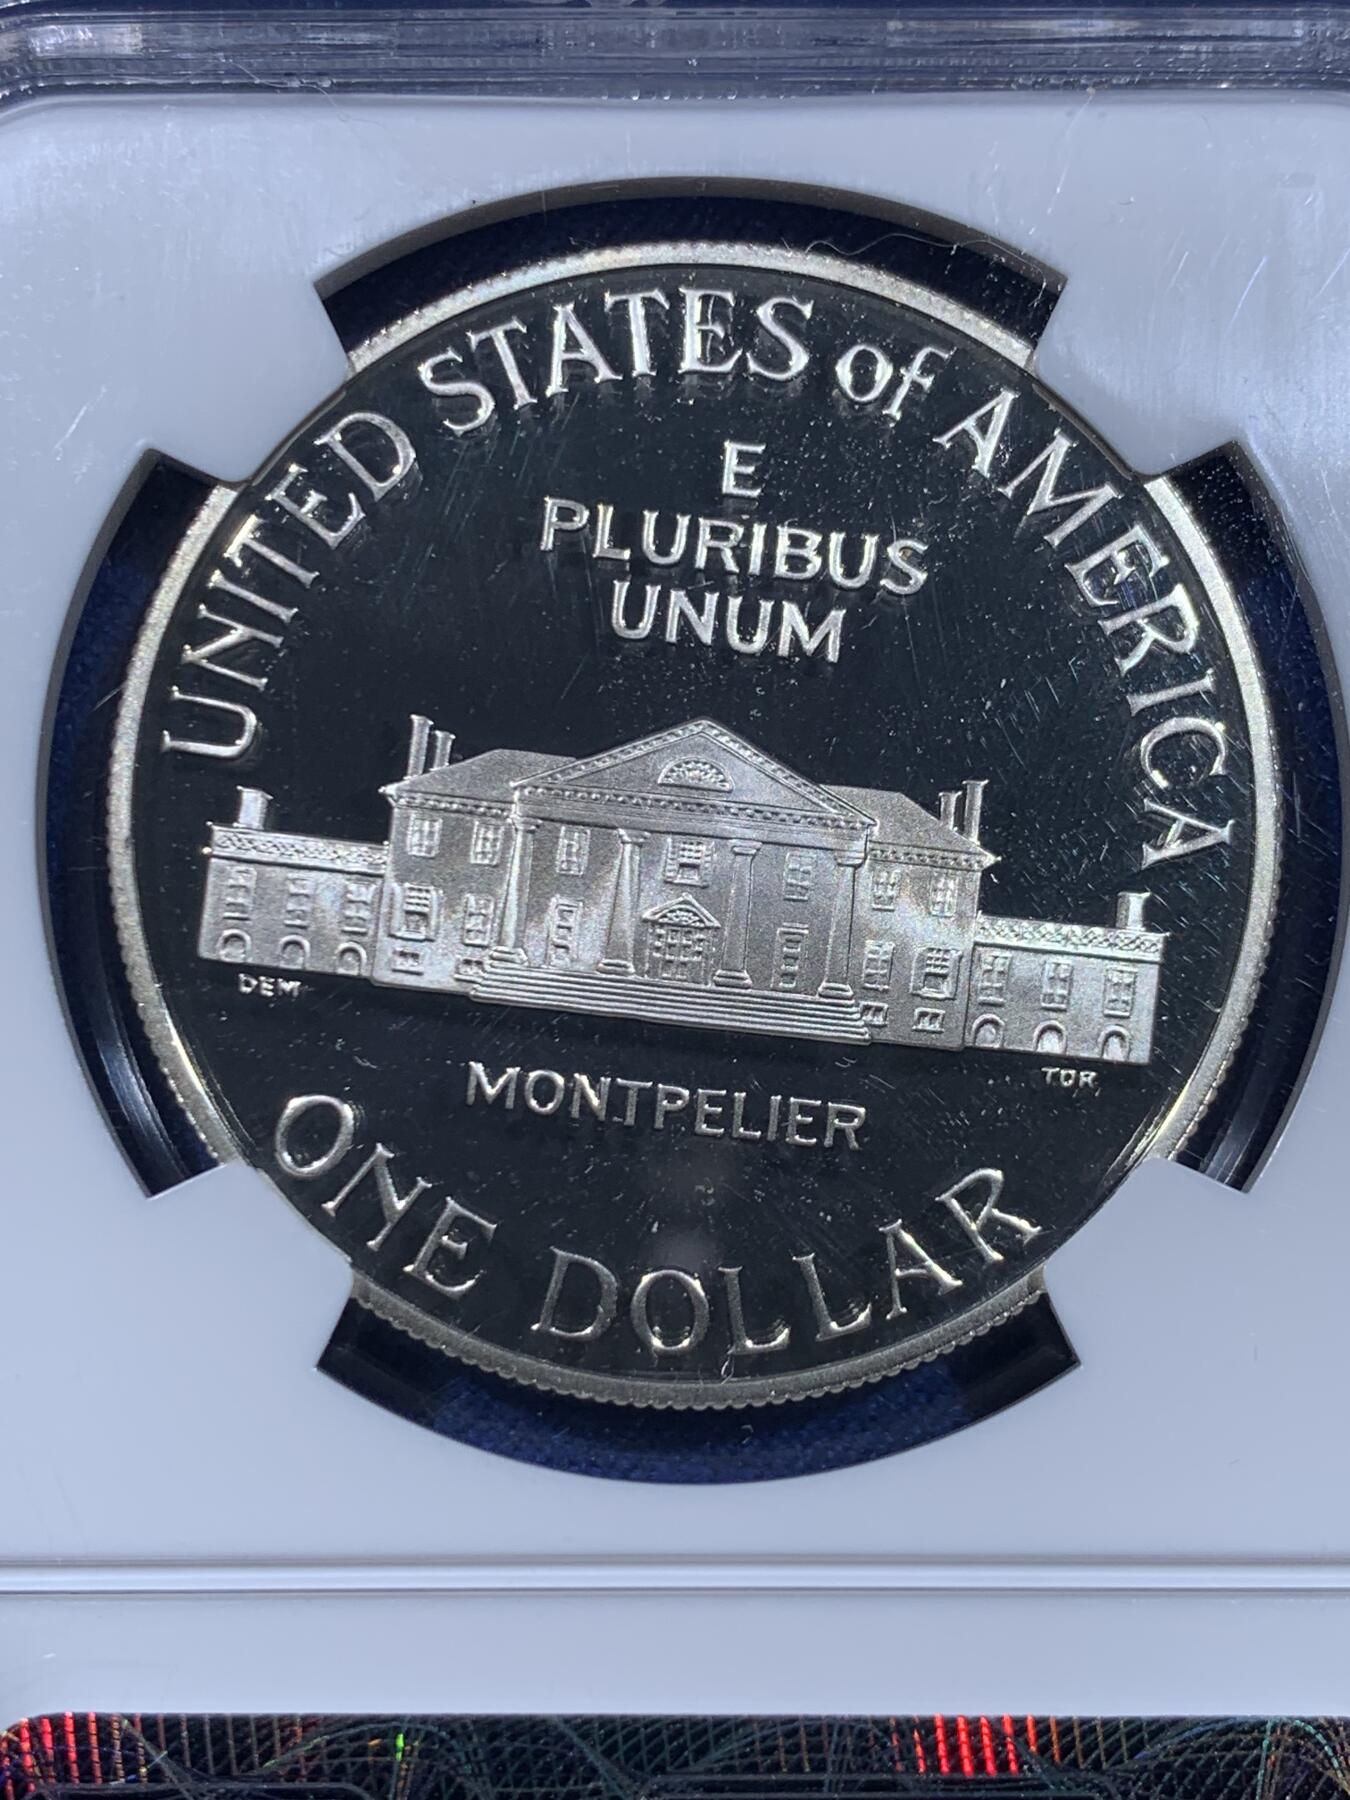 UNITED STATES of AMERICA
E
PLURIBUS
UNUM
DEM
TDR
MONTPELIER
ONE DOLLAR